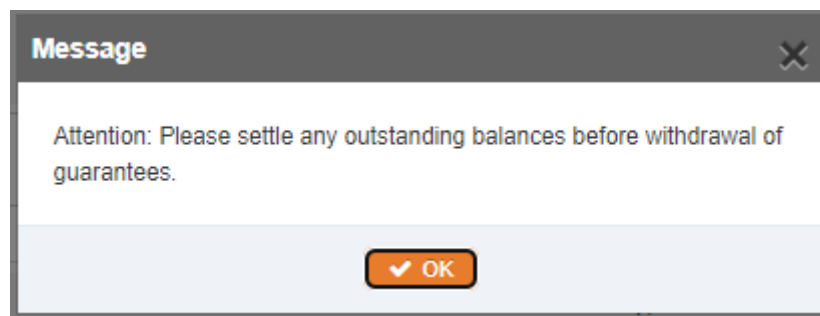 Message
Attention: Please settle any outstanding balances before withdrawal of
guarantees.
OK